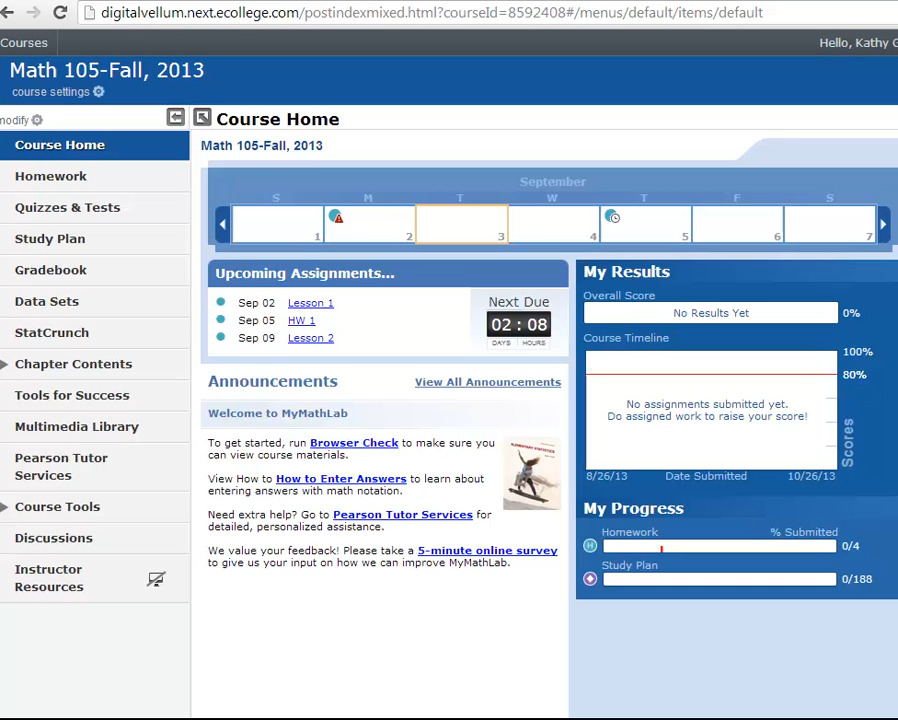 digitalvellum.next.ecollege.com/postindexmixed.html?courseId=8592408#/menus/default/items/default
Courses
Hello, Kathy G
Math 105-Fall, 2013
course settings
modify
Course Home
Homework
Quizzes & Tests
Study Plan
Gradebook
Data Sets
StatCrunch
Chapter Contents
Tools for Success
Multimedia Library
Pearson Tutor
Services
Course Tools
Discussions
Instructor
Resources
Course Home
Math 105-Fall, 2013
September
S M T W T F S
1 2 3 4 5 6 7
Upcoming Assignments...
Sep 02 Lesson 1
Sep 05 HW 1
Sep 09 Lesson 2
Next Due
02 : 08
DAYS HOURS
Announcements
View All Announcements
Welcome to MyMathLab
To get started, run Browser Check to make sure you
can view course materials.
View How to How to Enter Answers to learn about
entering answers with math notation.
Need extra help? Go to Pearson Tutor Services for
detailed, personalized assistance.
We value your feedback! Please take a 5-minute online survey
to give us your input on how we can improve MyMathLab.
ELEMENTARY STATISTICS
My Results
Overall Score
No Results Yet 0%
Course Timeline
100%
80%
No assignments submitted yet.
Do assigned work to raise your score!
Scores
8/26/13 Date Submitted 10/26/13
My Progress
Homework % Submitted
H 0/4
Study Plan
0/188